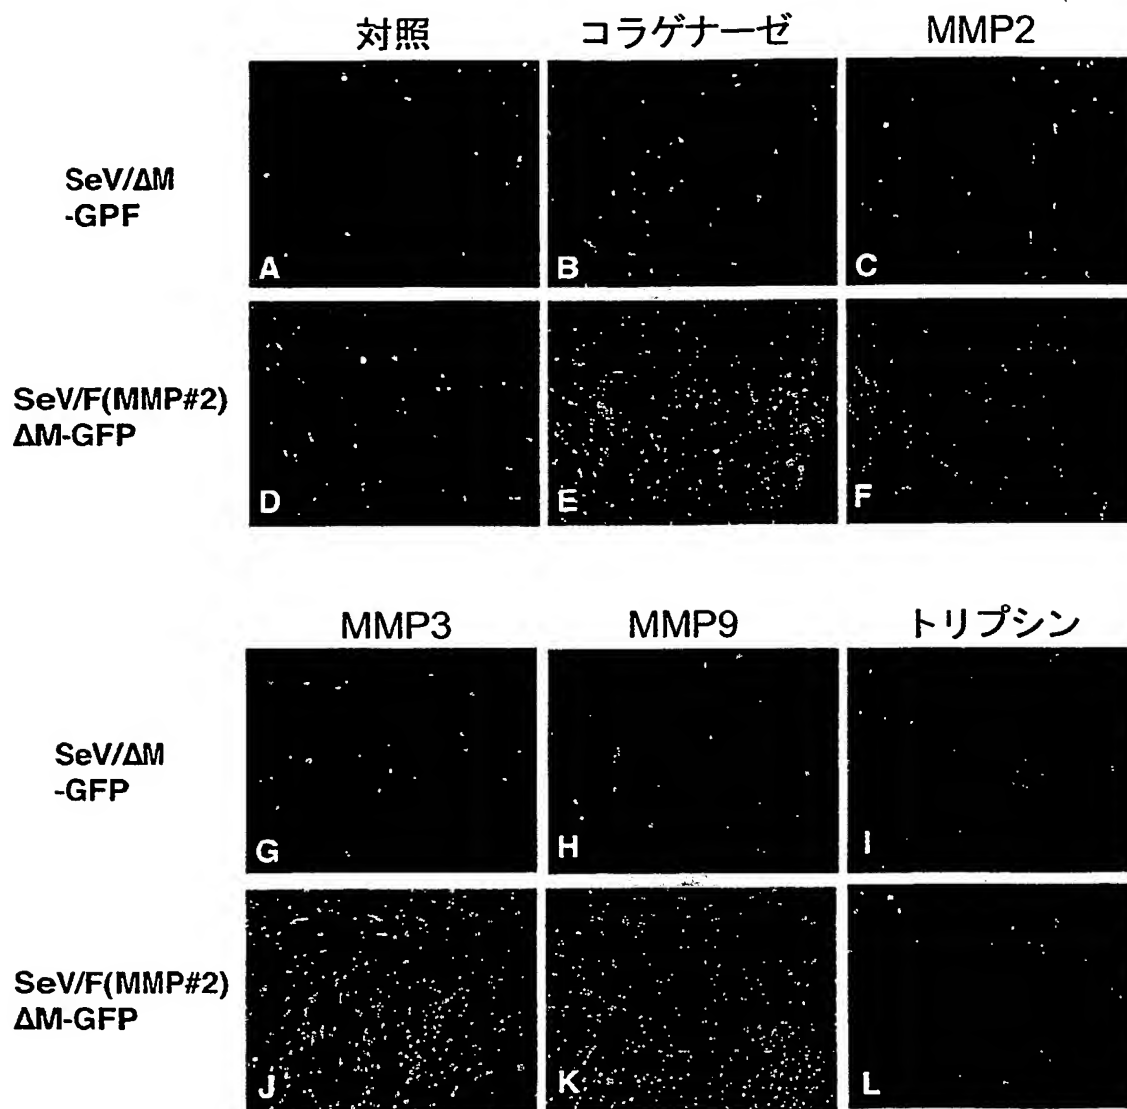 対照 コラゲナーゼ MMP2
SeV/ΔM
-GPF
A B C
SeV/F(MMP#2)
ΔM-GFP
D E F
MMP3 MMP9 トリプシン
SeV/ΔM
-GFP
G H I
SeV/F(MMP#2)
ΔM-GFP
J K L